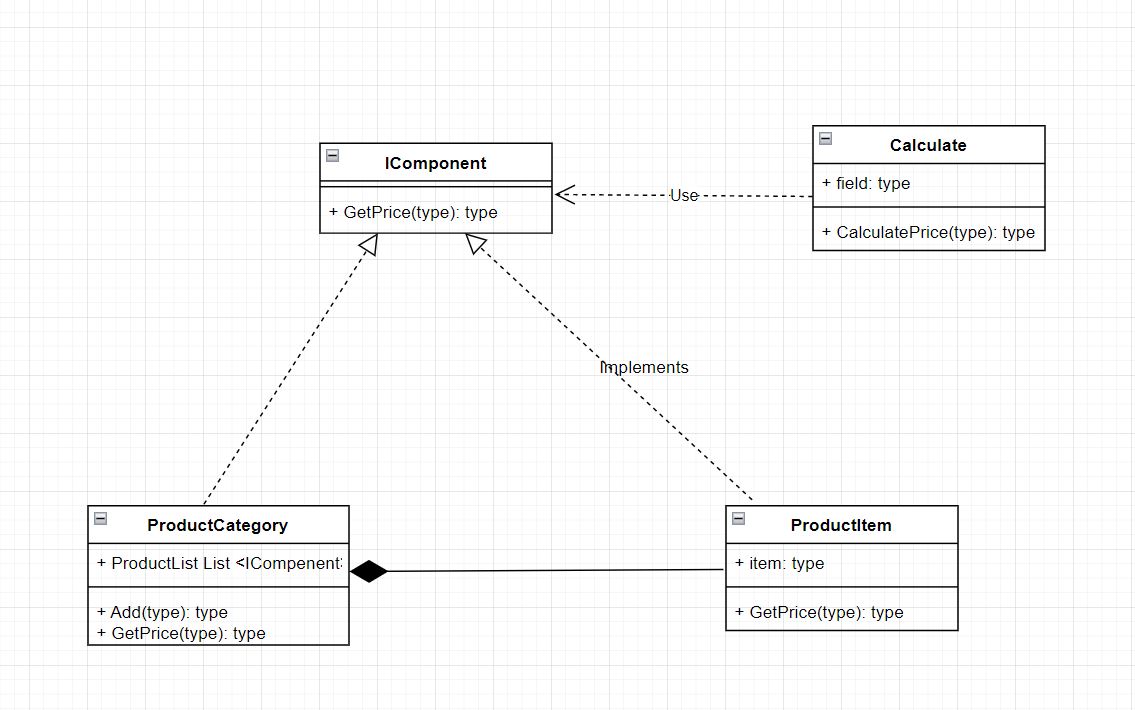 IComponent
+ GetPrice(type): type
Calculate
+ field: type
+ CalculatePrice(type): type
Use
Implements
ProductCategory
+ ProductList List <ICompenent
+ Add(type): type
+ GetPrice(type): type
ProductItem
+ item: type
+ GetPrice(type): type